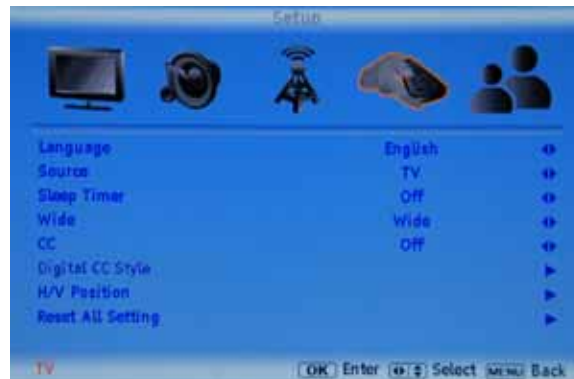 Setup
Language English
Source TV
Sleep Timer Off
Wide Wide
CC Off
Digital CC Style
H/V Position
Reset All Setting
TV OK Enter Select MENU Back